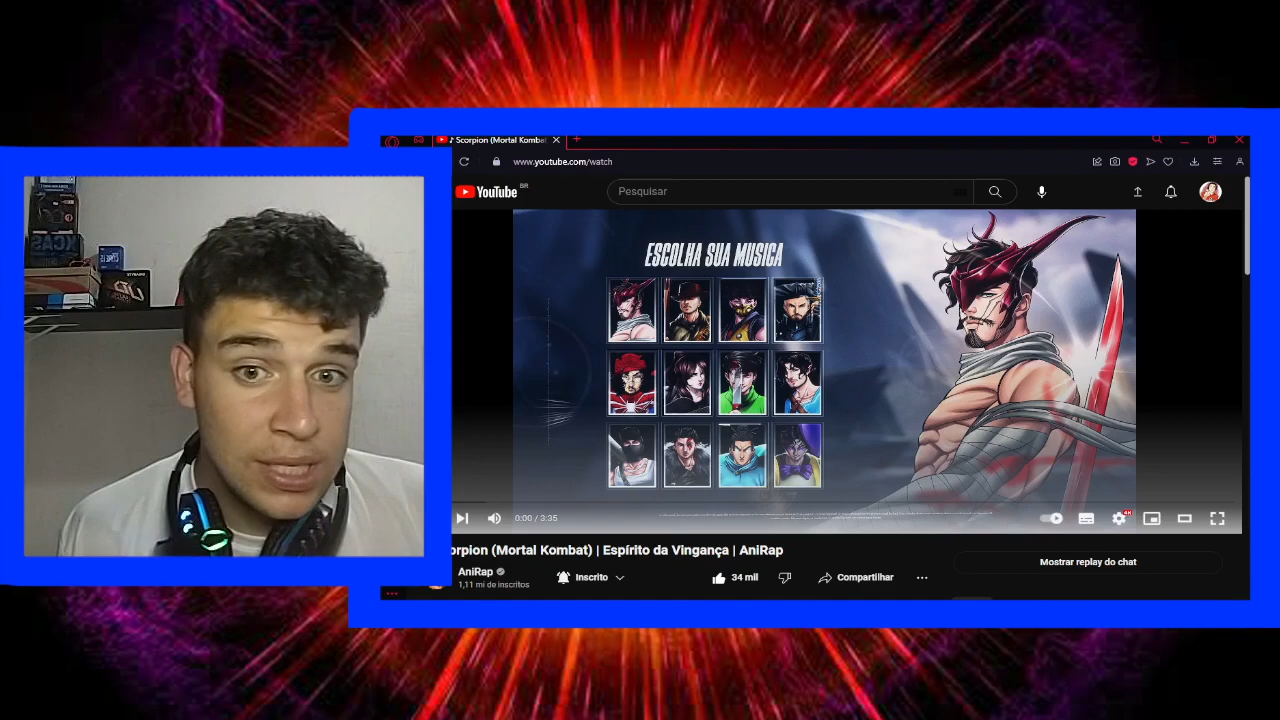 Scorpion (Mortal Komba
www.youtube.com/watch
YouTube BR
Pesquisar
ESCOLHA SUA MUSICA
0:00 / 3:35
4K
orpion (Mortal Kombat) | Espírito da Vingança | AniRap
Mostrar replay do chat
AniRap
1,11 mi de inscritos
Inscrito
34 mil
Compartilhar